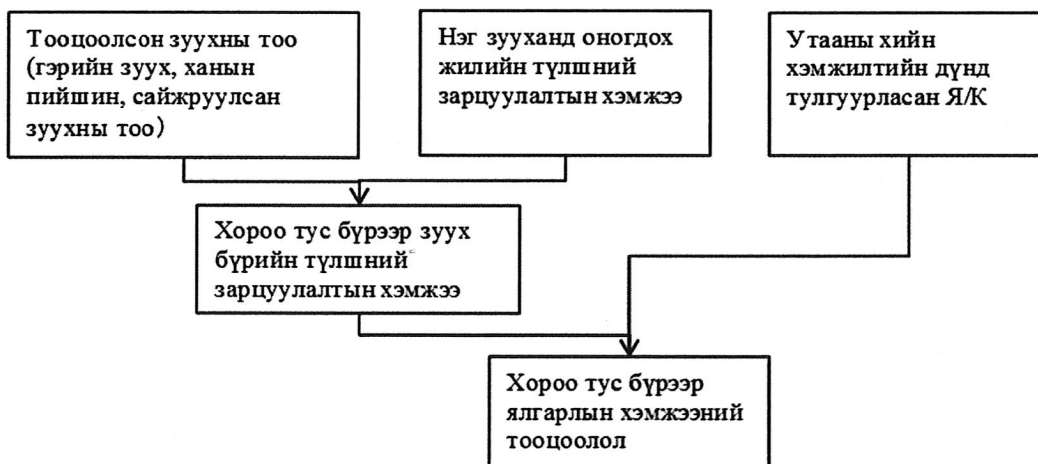 Тооцоолсон зуухны тоо
(гэрийн зуух, ханын
пийшин, сайжруулсан
зуухны тоо)
Нэг зууханд оногдох
жилийн түлшний
зарцуулалтын хэмжээ
Утааны хийн
хэмжилтийн дүнд
тулгуурласан Я/К
Хороо тус бүрээр зуух
бүрийн түлшний
зарцуулалтын хэмжээ
Хороо тус бүрээр
ялгарлын хэмжээний
тооцоолол